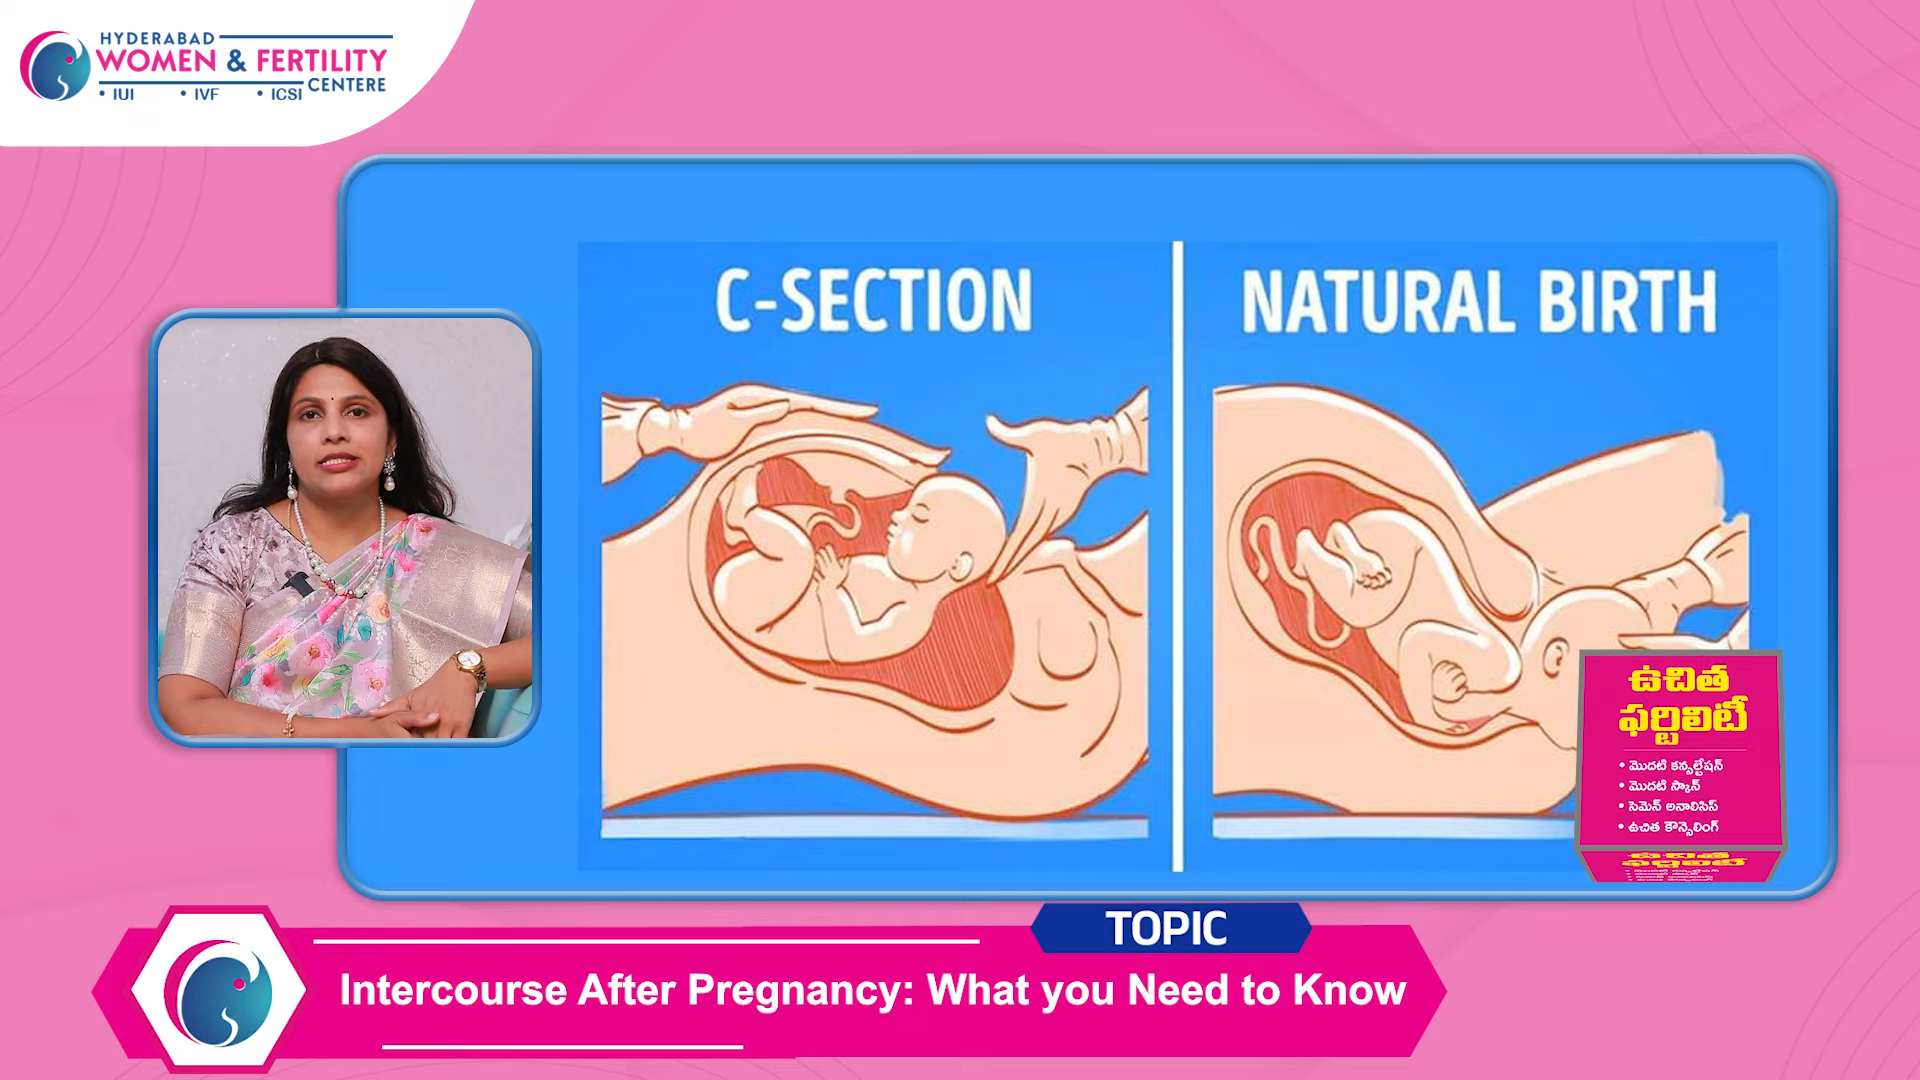 HYDERABAD
WOMEN & FERTILITY
CENTERE
• IUI • IVF • ICSI
C-SECTION
NATURAL BIRTH
ఉచిత
ఫర్టిలిటీ
• మొదటి కన్సల్టేషన్
• మొదటి స్కాన్
• సెమెన్ అనాలిసిస్
• ఉచిత కౌన్సెలింగ్
TOPIC
Intercourse After Pregnancy: What you Need to Know